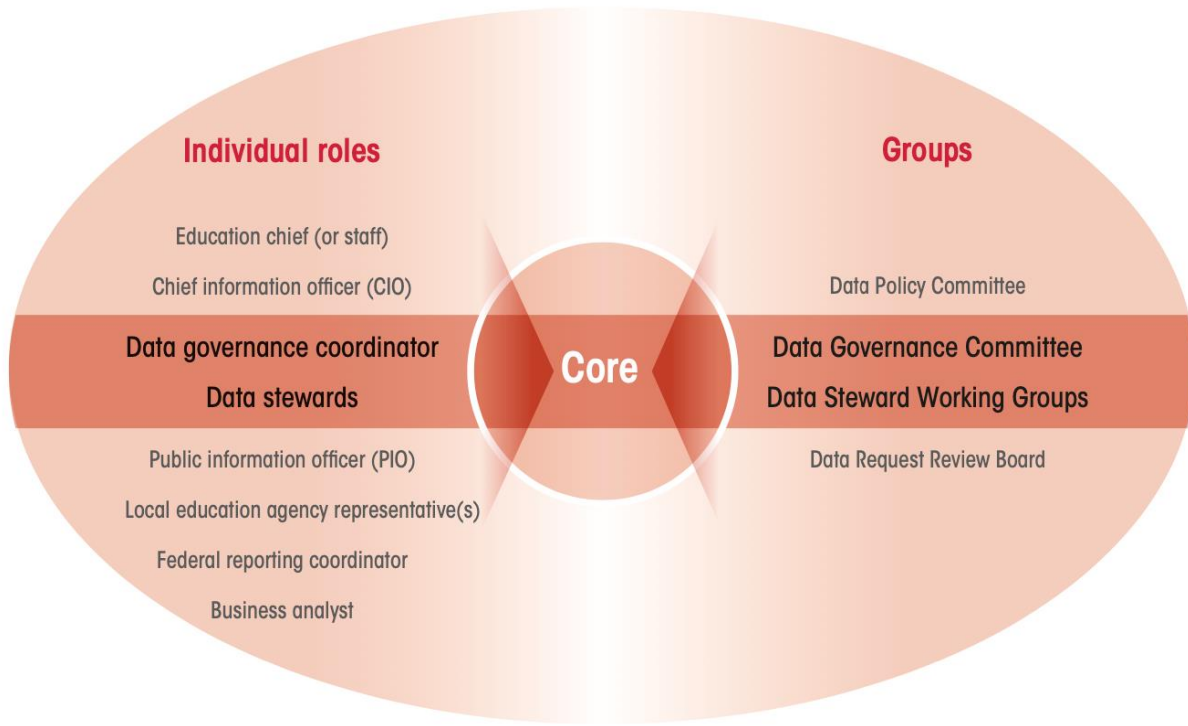 Individual roles
Education chief (or staff)
Chief information officer (CIO)
Data governance coordinator
Data stewards
Public information officer (PIO)
Local education agency representative(s)
Federal reporting coordinator
Business analyst
Core
Groups
Data Policy Committee
Data Governance Committee
Data Steward Working Groups
Data Request Review Board